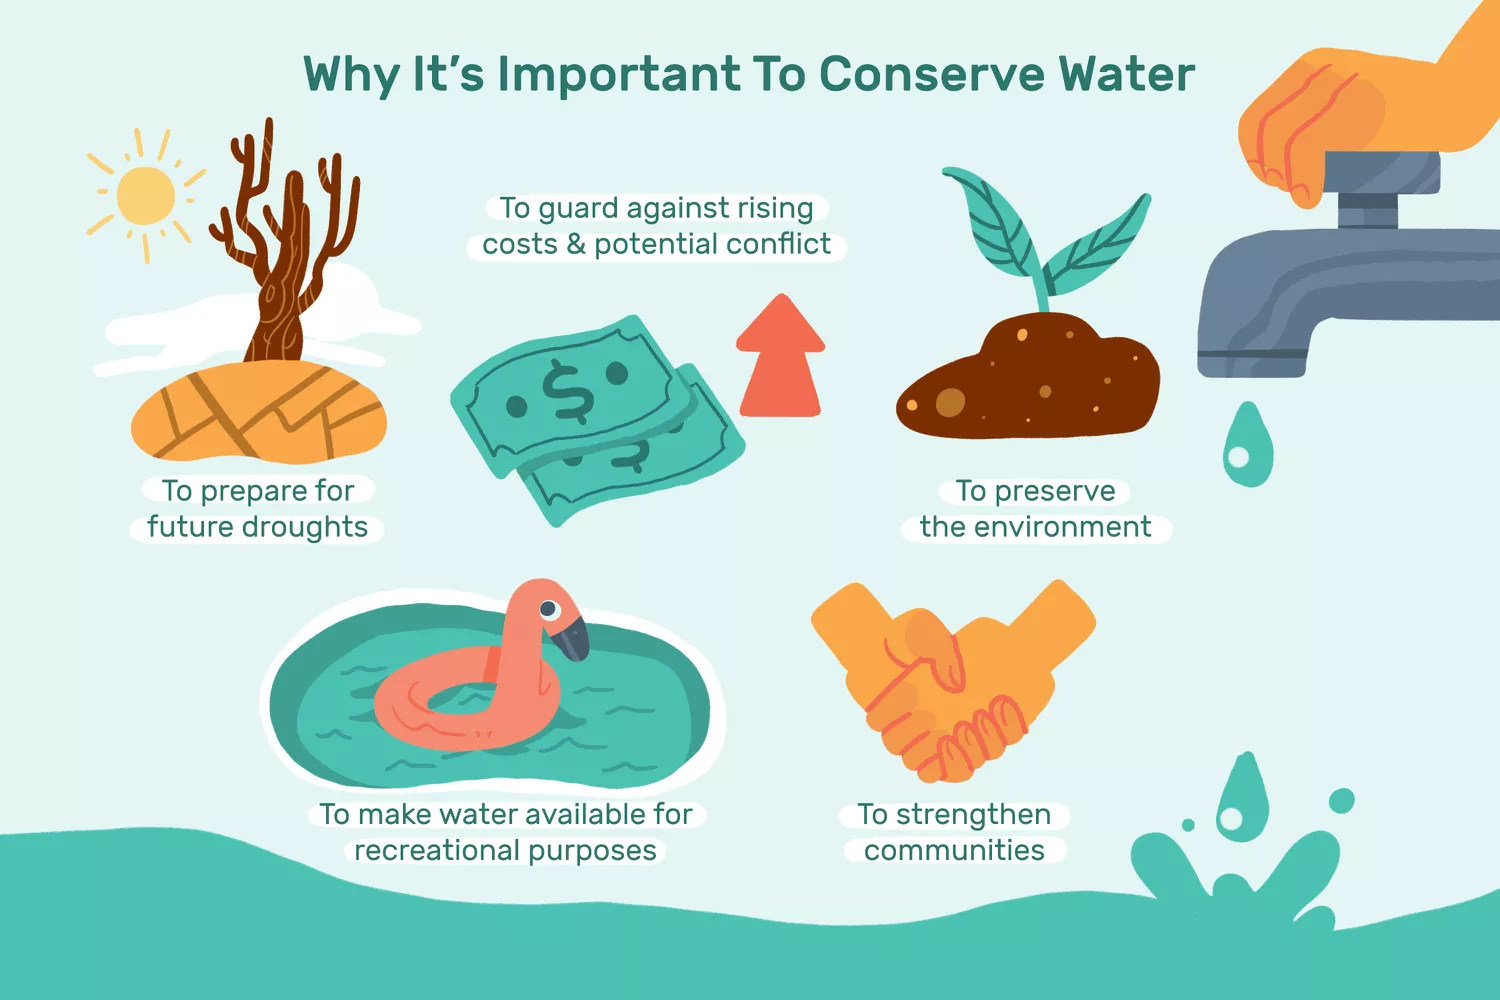 Why It's Important To Conserve Water
To guard against rising
costs & potential conflict
To prepare for
future droughts
To preserve
the environment
To make water available for
recreational purposes
To strengthen
communities